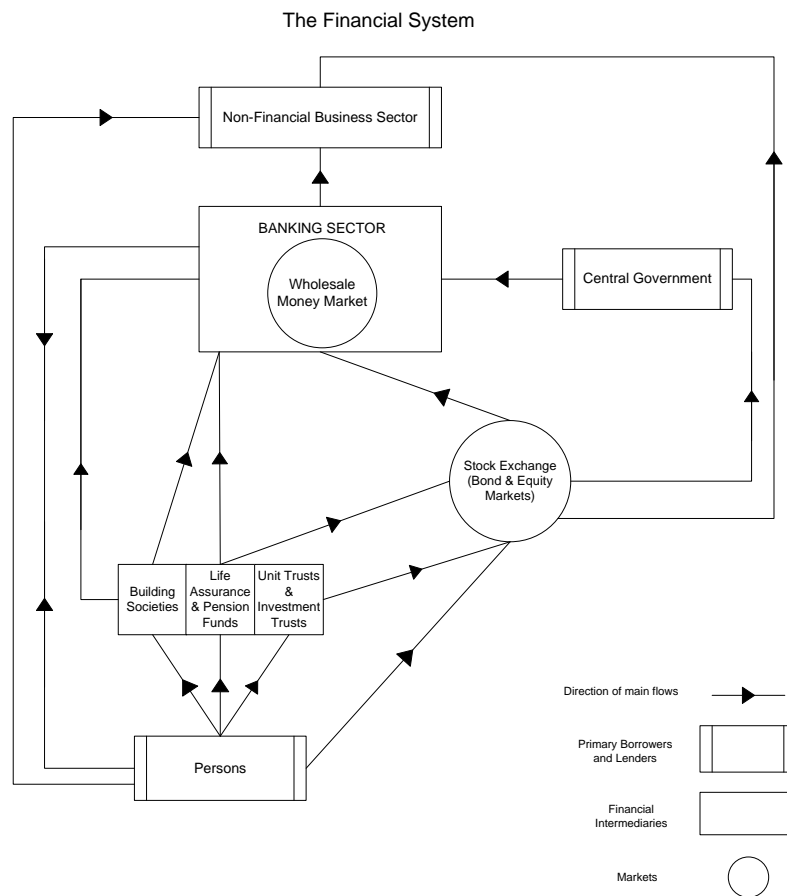 The Financial System
Non-Financial Business Sector
BANKING SECTOR
Wholesale
Money Market
Central Government
Stock Exchange
(Bond & Equity
Markets)
Building
Societies
Life
Assurance
& Pension
Funds
Unit Trusts
&
Investment
Trusts
Persons
Direction of main flows
Primary Borrowers
and Lenders
Financial
Intermediaries
Markets